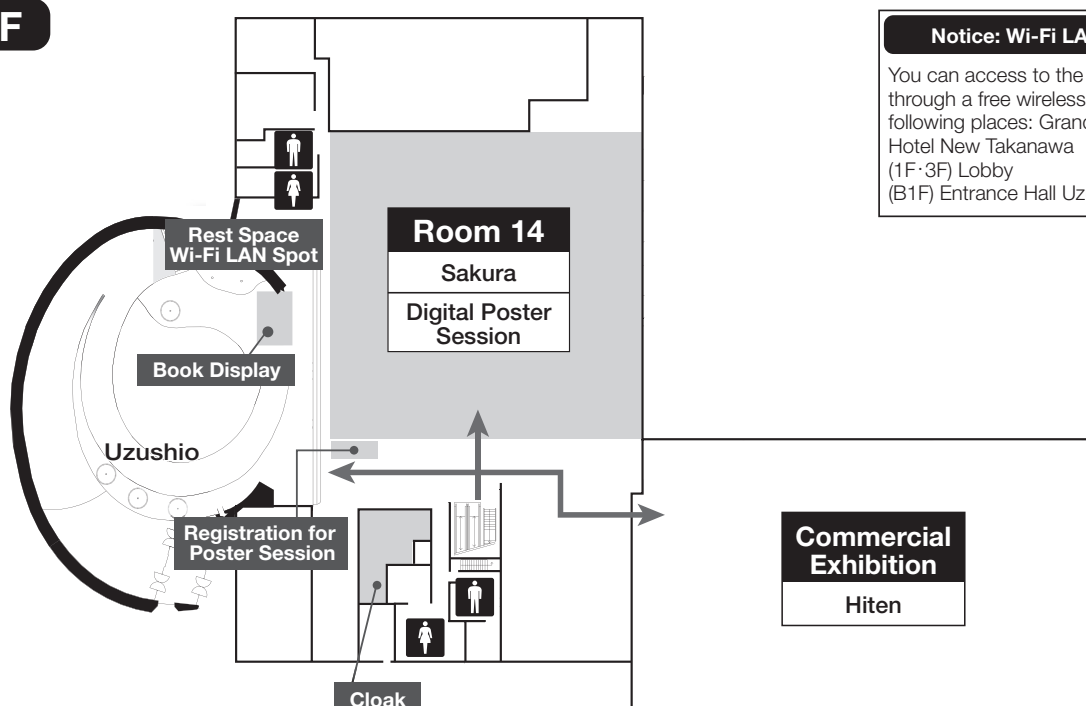 F
Notice: Wi-Fi LA
You can access to the
through a free wireless
following places: Grand
Hotel New Takanawa
(1F·3F) Lobby
(B1F) Entrance Hall Uz
Rest Space
Wi-Fi LAN Spot
Room 14
Sakura
Digital Poster
Session
Book Display
Uzushio
Registration for
Poster Session
Commercial
Exhibition
Hiten
Cloak